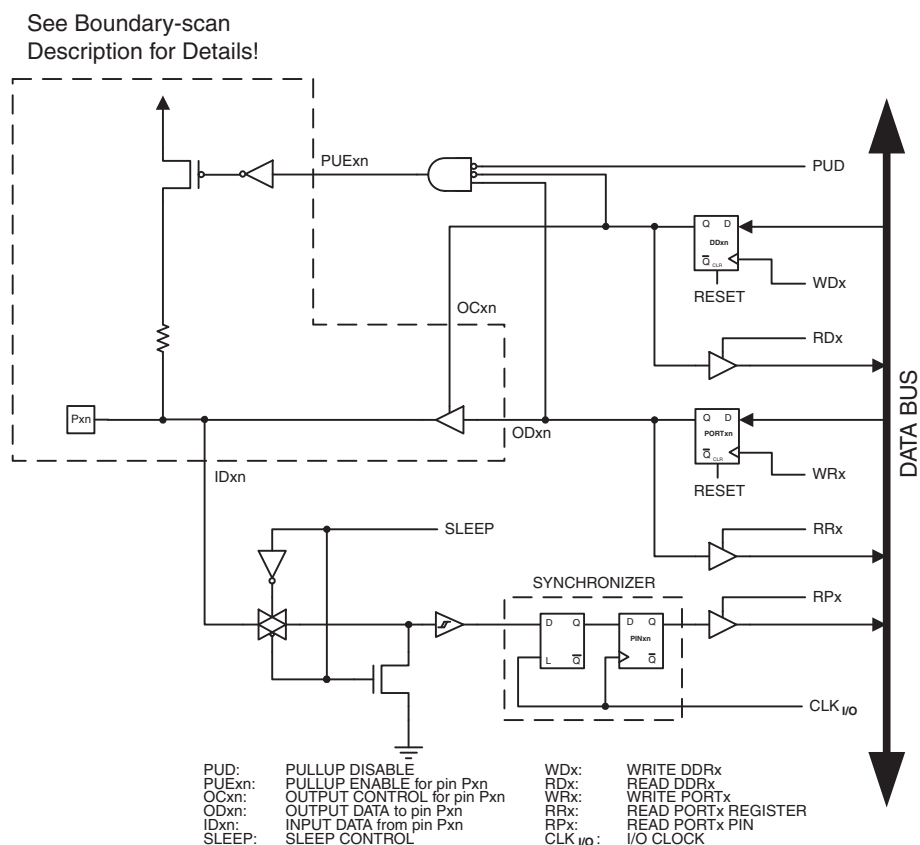 See Boundary-scan
Description for Details!
PUExn
PUD
Q D
DDxn
Q CLR
WDx
RESET
OCxn
RDx
Pxn
ODxn
Q D
PORTxn
Q CLR
WRx
RESET
IDxn
SLEEP
RRx
SYNCHRONIZER
RPx
D Q
L Q
D Q
PINxn
Q
CLK I/O
DATA BUS
PUD: PULLUP DISABLE
PUExn: PULLUP ENABLE for pin Pxn
OCxn: OUTPUT CONTROL for pin Pxn
ODxn: OUTPUT DATA to pin Pxn
IDxn: INPUT DATA from pin Pxn
SLEEP: SLEEP CONTROL
WDx: WRITE DDRx
RDx: READ DDRx
WRx: WRITE PORTx
RRx: READ PORTx REGISTER
RPx: READ PORTx PIN
CLK I/O: I/O CLOCK